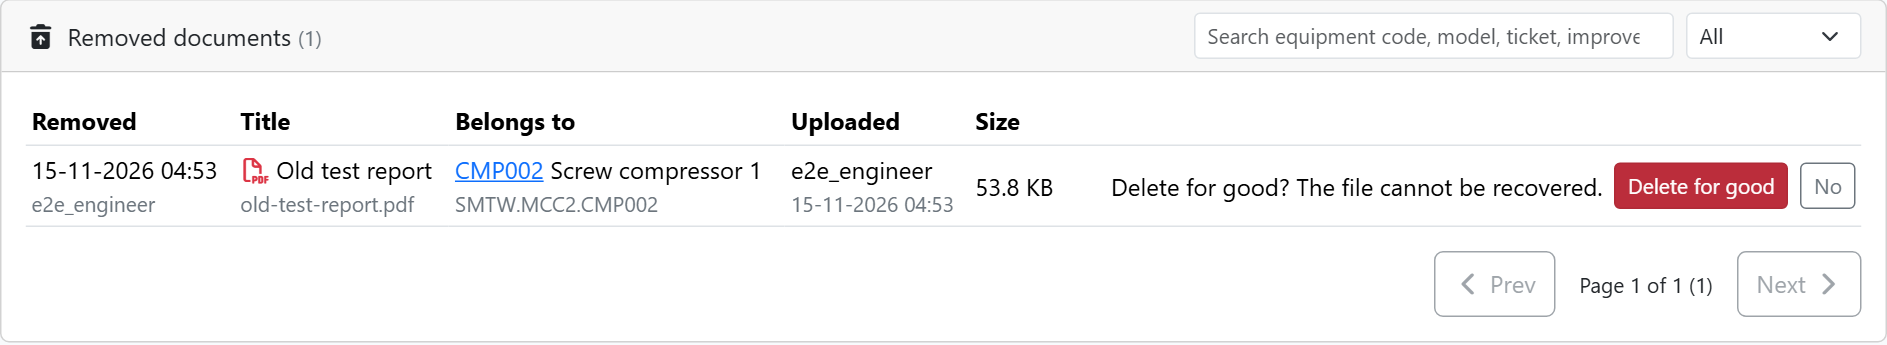 Removed documents (1)
Search equipment code, model, ticket, improve
All
Removed Title Belongs to Uploaded Size
15-11-2026 04:53 Old test report CMP002 Screw compressor 1 e2e_engineer 53.8 KB Delete for good? The file cannot be recovered. Delete for good No
e2e_engineer old-test-report.pdf SMTW.MCC2.CMP002 15-11-2026 04:53
Prev Page 1 of 1 (1) Next